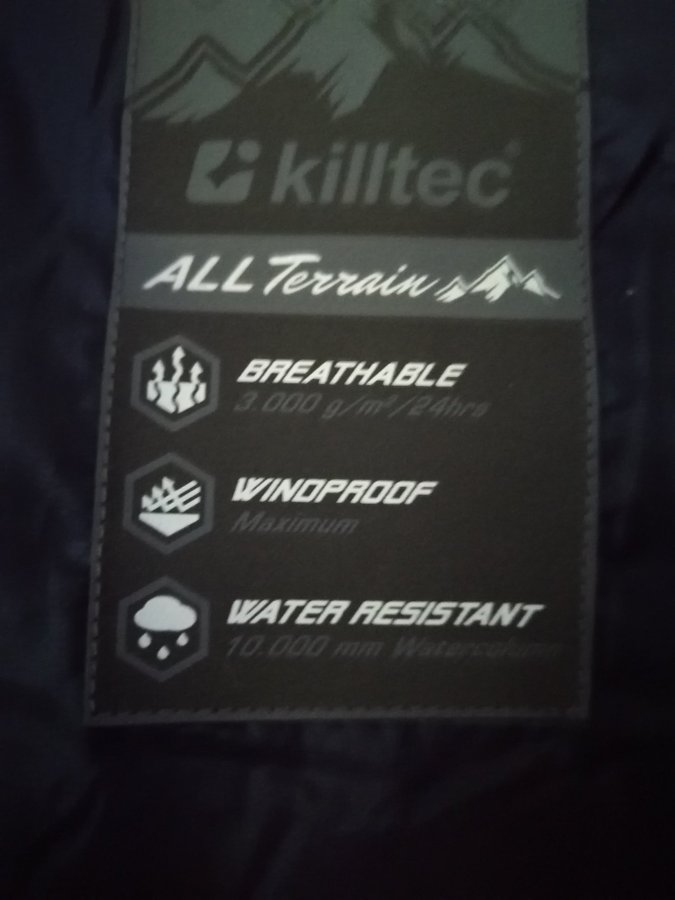 killtec®
ALL Terrain
BREATHABLE
3.000 g/m²/24hrs
WINDPROOF
Maximum
WATER RESISTANT
10.000 mm Watercolumn